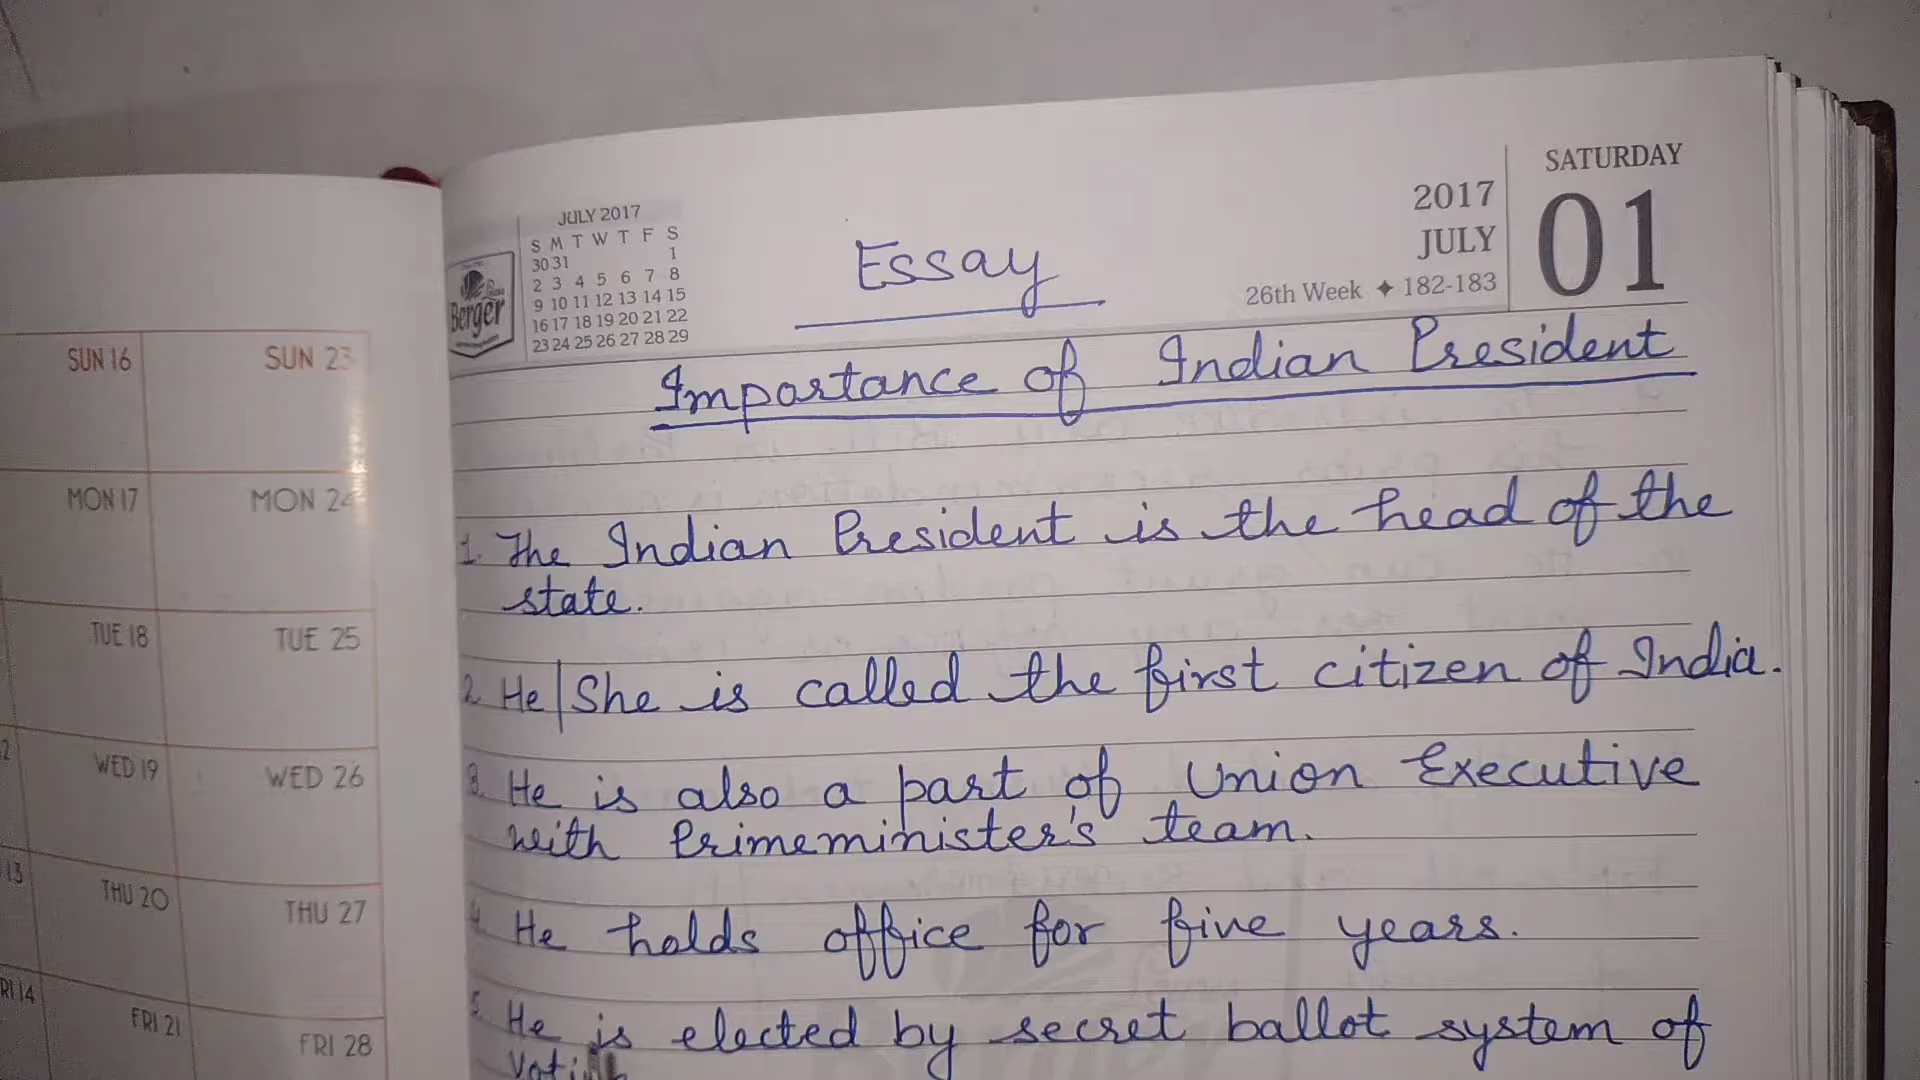 SUN 16 SUN 23
MON 17 MON 24
TUE 18 TUE 25
WED 19 WED 26
13 THU 20 THU 27
RI 14 FRI 21 FRI 28
Berger
JULY 2017
S M T W T F S
30 31 1
2 3 4 5 6 7 8
9 10 11 12 13 14 15
16 17 18 19 20 21 22
23 24 25 26 27 28 29
Essay
2017
JULY
26th Week ✦ 182-183
SATURDAY
01
Importance of Indian President
1. The Indian President is the head of the
state.
2. He/She is called the first citizen of India.
3. He is also a part of Union Executive
with Primeminister's team.
4. He holds office for five years.
5. He is elected by secret ballot system of